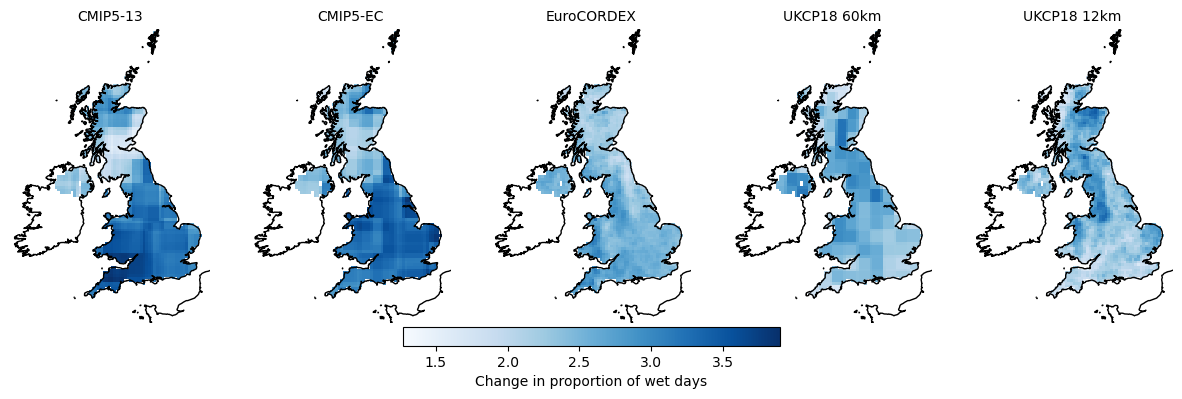 CMIP5-13
CMIP5-EC
EuroCORDEX
UKCP18 60km
UKCP18 12km
1.5
2.0
2.5
3.0
3.5
Change in proportion of wet days